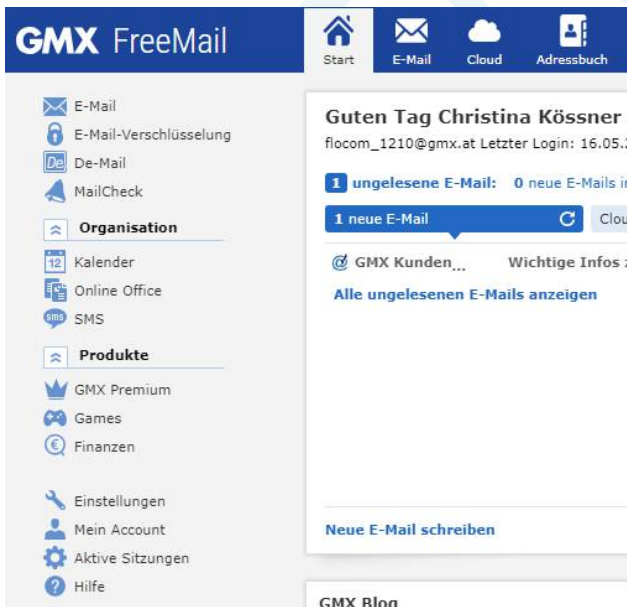 GMX FreeMail
Start
E-Mail
Cloud
Adressbuch
E-Mail
E-Mail-Verschlüsselung
De
De-Mail
MailCheck
Organisation
12
Kalender
Online Office
sms
SMS
Produkte
GMX Premium
Games
Finanzen
Einstellungen
Mein Account
Aktive Sitzungen
Hilfe
Guten Tag Christina Kössner
flocom_1210@gmx.at Letzter Login: 16.05.
1 ungelesene E-Mail: 0 neue E-Mails i
1 neue E-Mail
Clou
@ GMX Kunden... Wichtige Infos
Alle ungelesenen E-Mails anzeigen
Neue E-Mail schreiben
GMX Blog